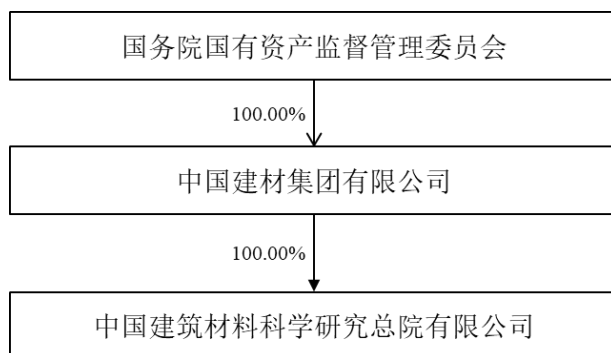 国务院国有资产监督管理委员会
100.00%
中国建材集团有限公司
100.00%
中国建筑材料科学研究总院有限公司